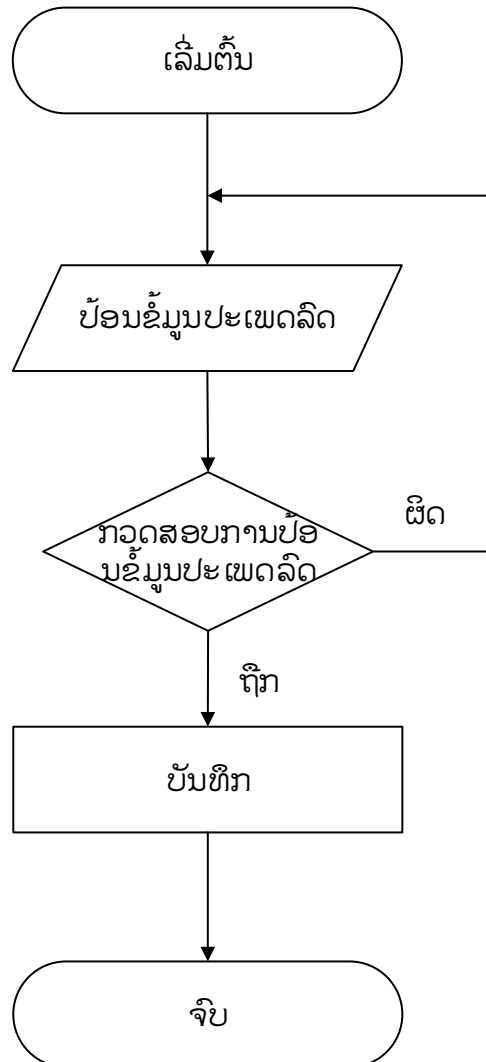 ເລີ່ມຕົ້ນ
ປ້ອນຂໍ້ມູນປະເພດລົດ
ກວດສອບການປ້ອ
ນຂໍ້ມູນປະເພດລົດ
ຜິດ
ຖືກ
ບັນທຶກ
ຈົບ